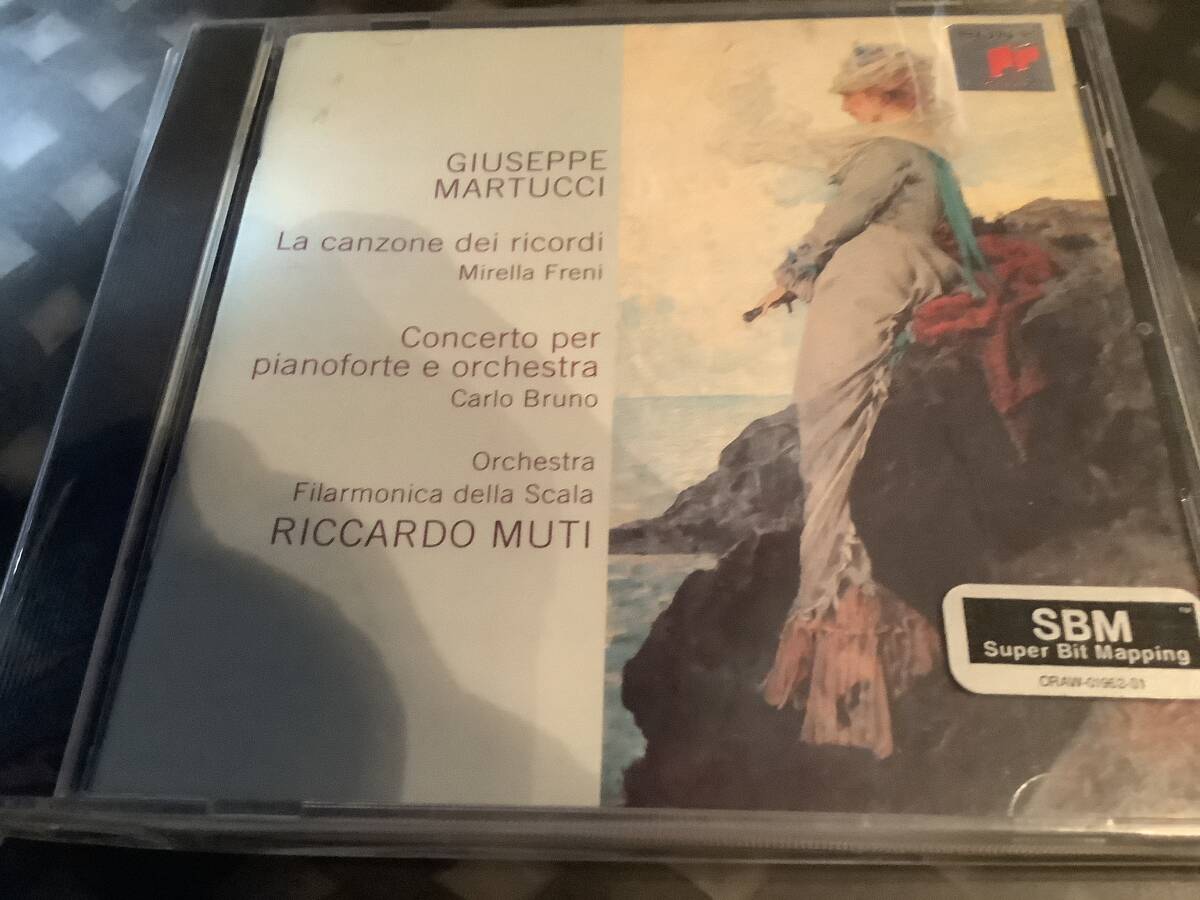 GIUSEPPE
MARTUCCI
La canzone dei ricordi
Mirella Freni
Concerto per
pianoforte e orchestra
Carlo Bruno
Orchestra
Filarmonica della Scala
RICCARDO MUTI
SONY
SBM
Super Bit Mapping